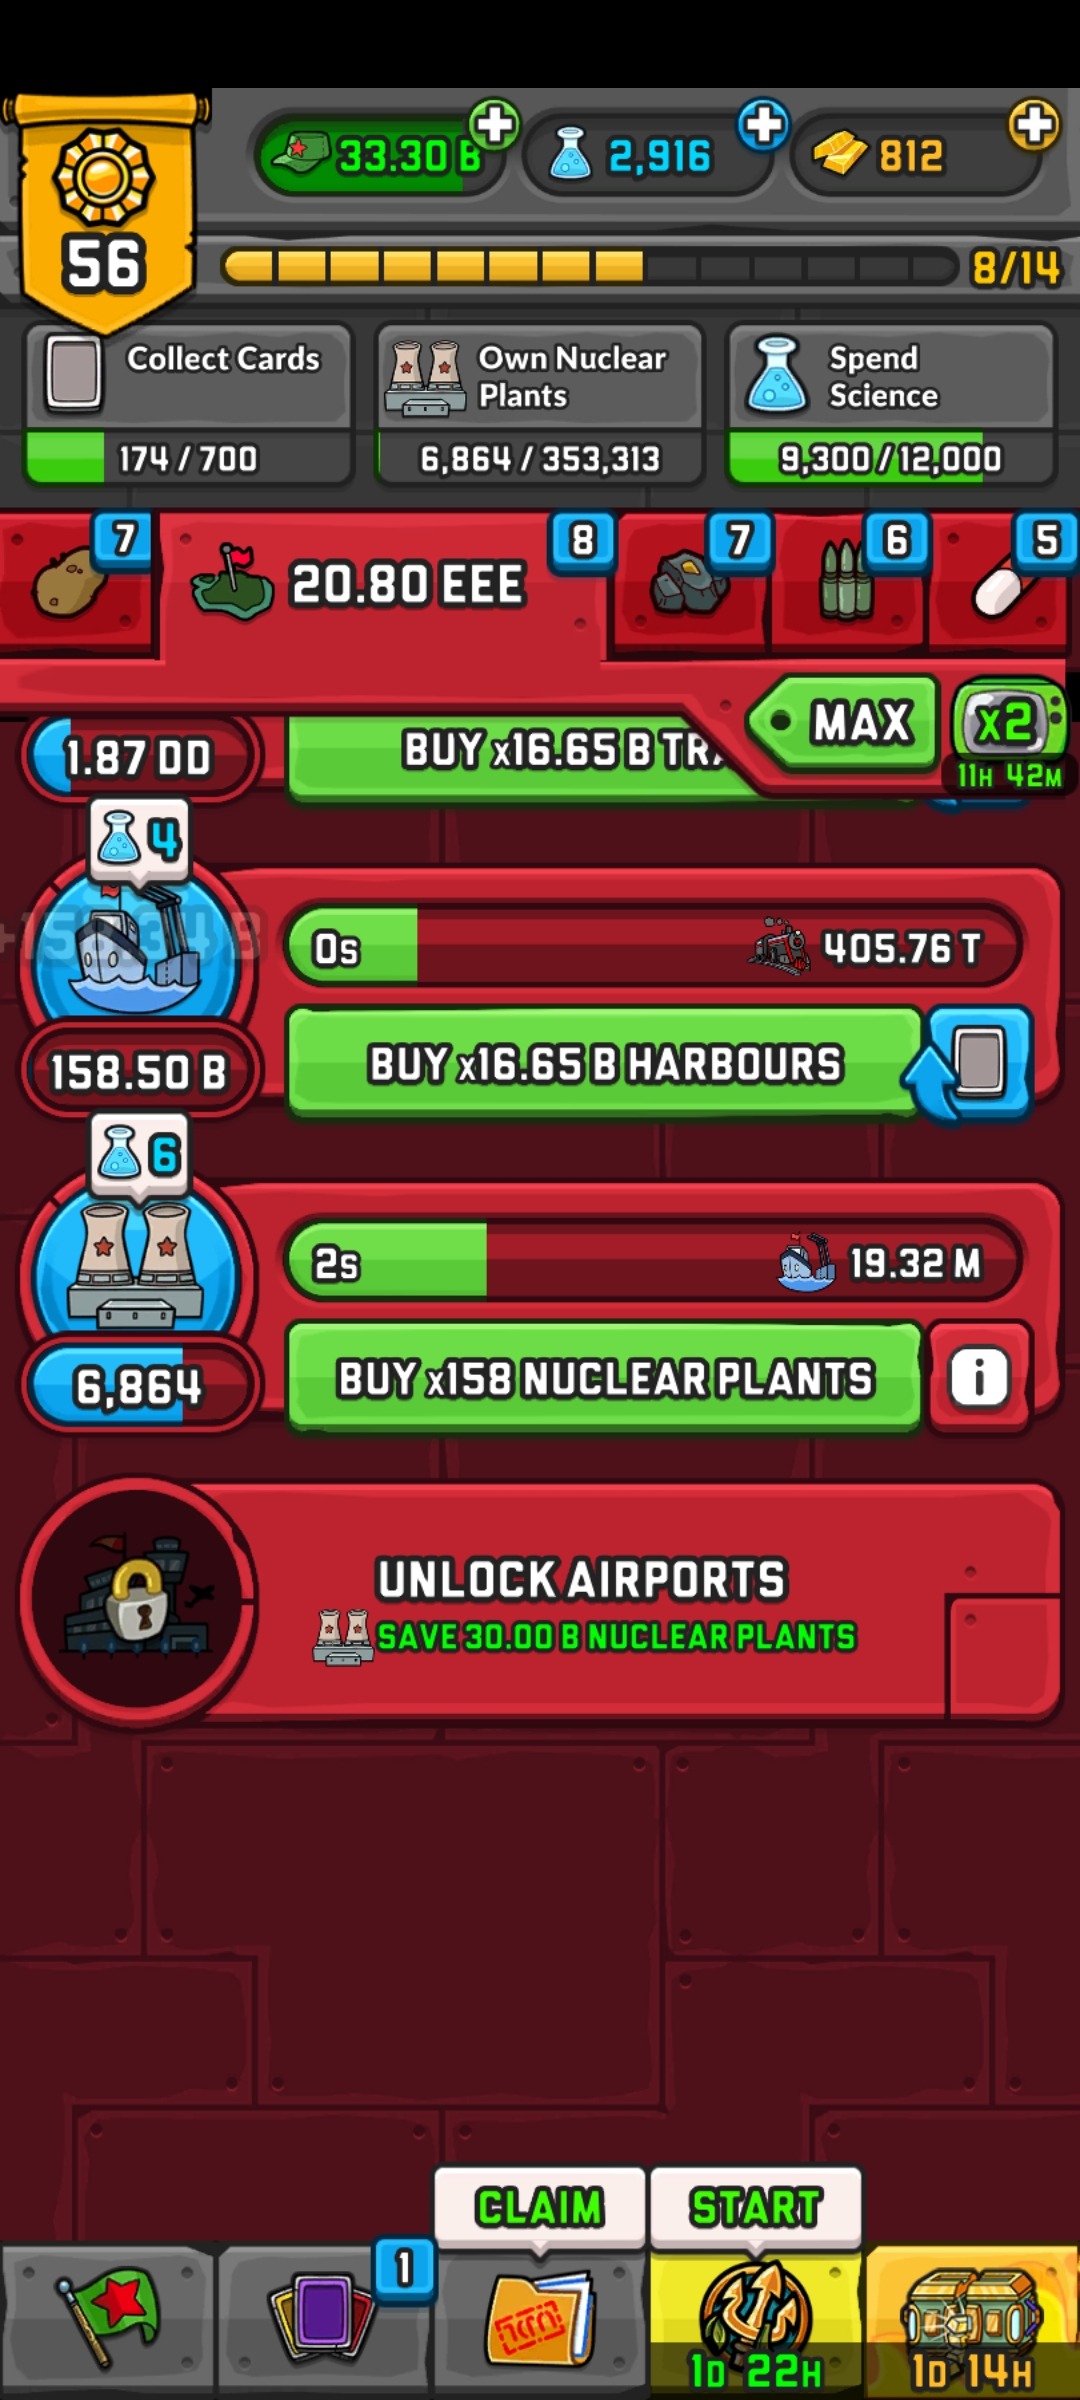 33.30 B
2,916
812
56
8/14
Collect Cards
174 / 700
Own Nuclear
Plants
6,864 / 353,313
Spend
Science
9,300 / 12,000
7
20.80 EEE
8
7
6
5
MAX
x2
11H 42M
1.87 DD
BUY x16.65 B
4
0s
405.76 T
158.50 B
BUY x16.65 B HARBOURS
6
2s
19.32 M
6,864
BUY x158 NUCLEAR PLANTS
i
UNLOCK AIRPORTS
SAVE 30.00 B NUCLEAR PLANTS
CLAIM
START
1
1D 22H
1D 14H